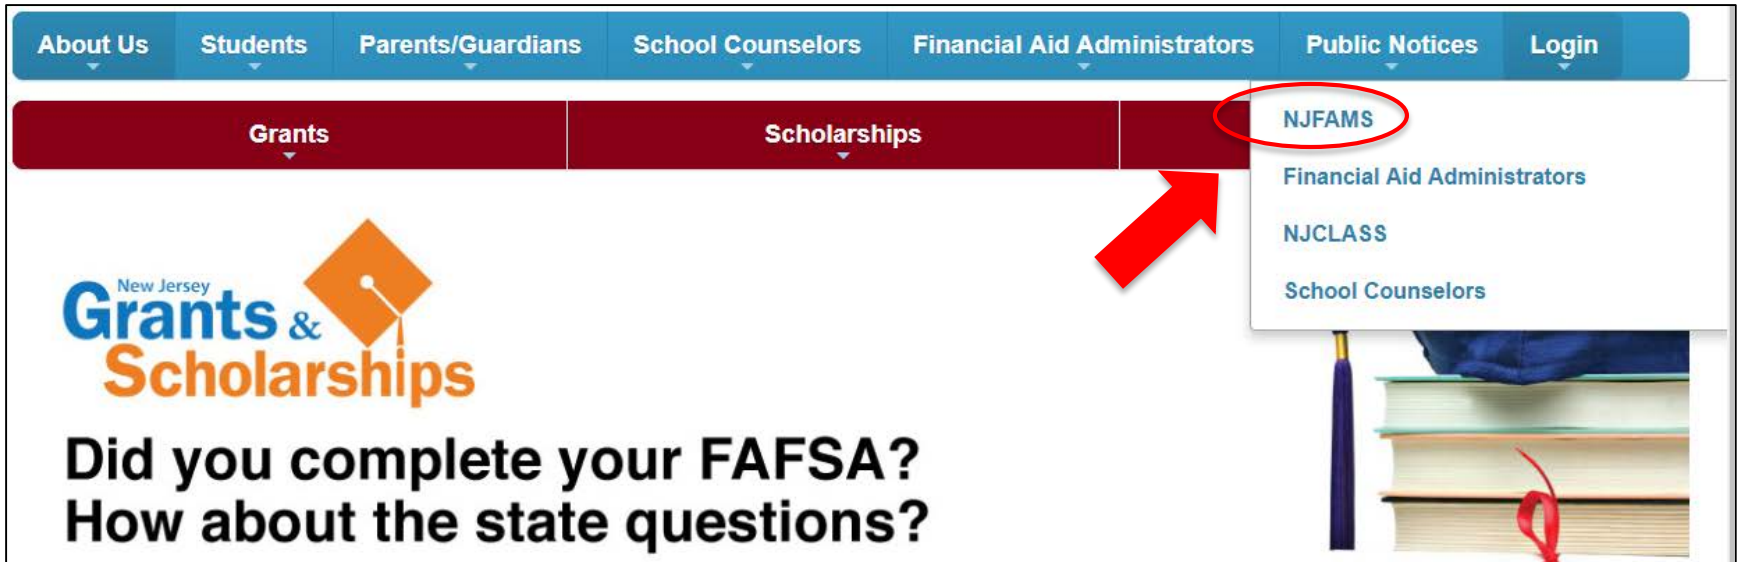 About Us Students Parents/Guardians School Counselors Financial Aid Administrators Public Notices Login
Grants Scholarships
NJFAMS
Financial Aid Administrators
NJCLASS
School Counselors
New Jersey
Grants &
Scholarships
Did you complete your FAFSA?
How about the state questions?